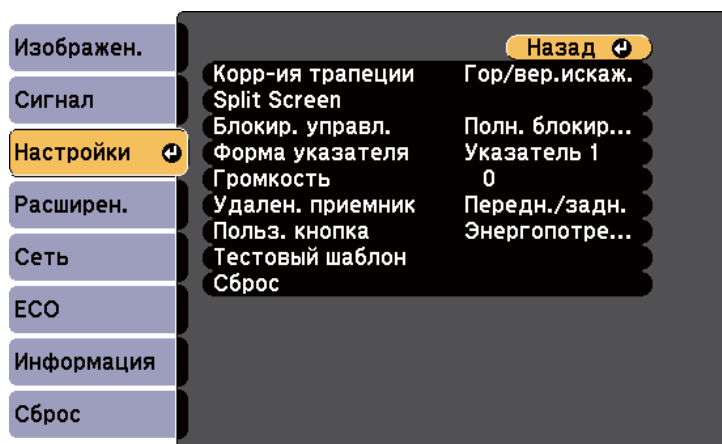 Изображен.
Сигнал
Настройки
Расширен.
Сеть
ECO
Информация
Сброс
Назад
Корр-ия трапеции Гор/вер.искаж.
Split Screen
Блокир. управл. Полн. блокир...
Форма указателя Указатель 1
Громкость 0
Удален. приемник Передн./задн.
Польз. кнопка Энергопотре...
Тестовый шаблон
Сброс